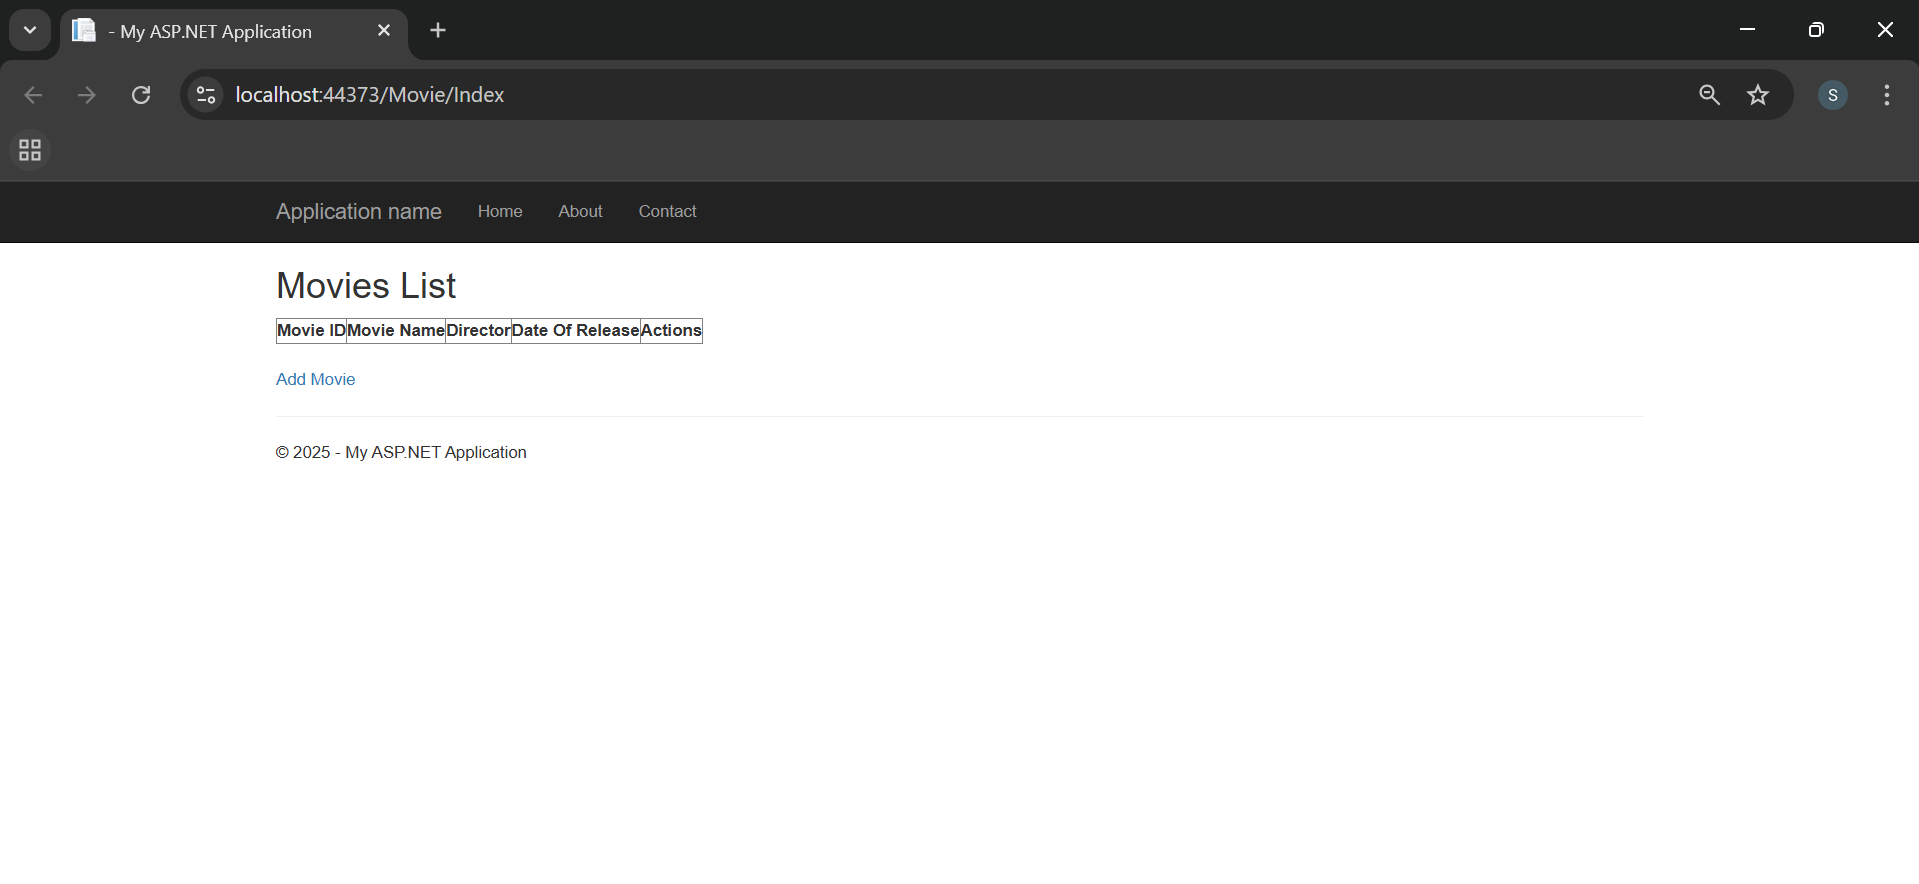 - My ASP.NET Application
localhost:44373/Movie/Index
S
Application name Home About Contact
Movies List
Movie ID Movie Name Director Date Of Release Actions
Add Movie
© 2025 - My ASP.NET Application